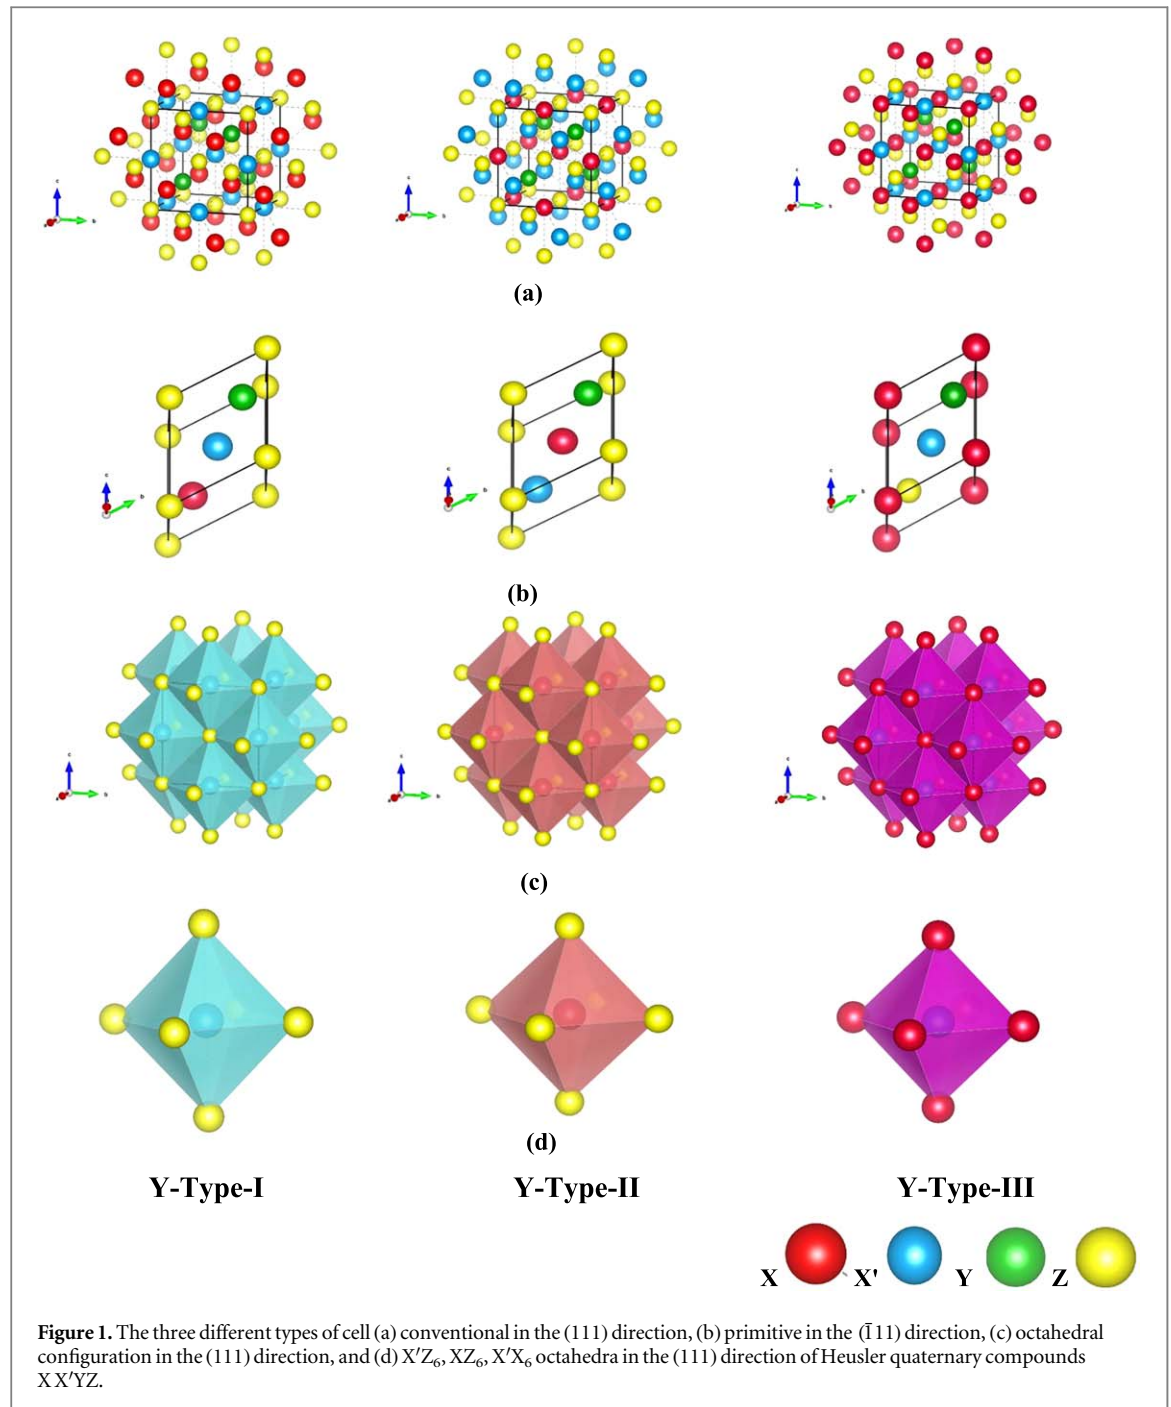 (a)
(b)
(c)
(d)
Y-Type-I Y-Type-II Y-Type-III
X X' Y Z
Figure 1. The three different types of cell (a) conventional in the (111) direction, (b) primitive in the (1̅11) direction, (c) octahedral
configuration in the (111) direction, and (d) X′Z₆, XZ₆, X′X₆ octahedra in the (111) direction of Heusler quaternary compounds
XX′YZ.